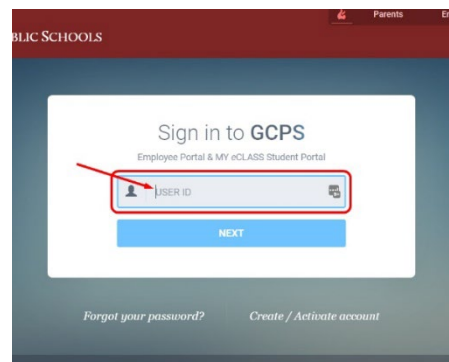 Parents
BLIC SCHOOLS
Sign in to GCPS
Employee Portal & MY eCLASS Student Portal
USER ID
NEXT
Forgot your password? Create / Activate account